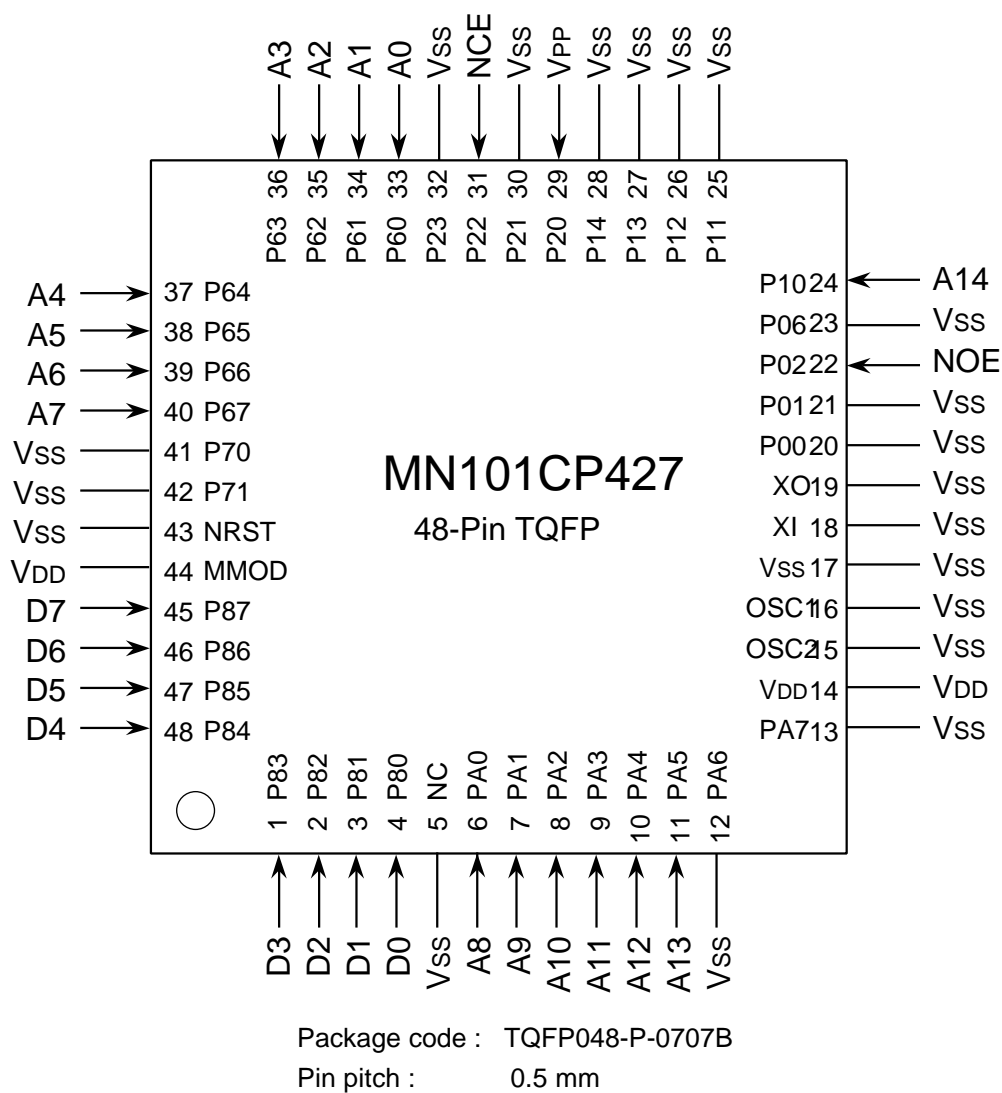 A3 A2 A1 A0 VSS NCE VSS VPP VSS VSS VSS VSS
36 35 34 33 32 31 30 29 28 27 26 25
P63 P62 P61 P60 P23 P22 P21 P20 P14 P13 P12 P11
A4 37 P64
A5 38 P65
A6 39 P66
A7 40 P67
VSS 41 P70
VSS 42 P71
VSS 43 NRST
VDD 44 MMOD
D7 45 P87
D6 46 P86
D5 47 P85
D4 48 P84
MN101CP427
48-Pin TQFP
P10 24 A14
P06 23 VSS
P02 22 NOE
P01 21 VSS
P00 20 VSS
XO 19 VSS
XI 18 VSS
VSS 17 VSS
OSC1 16 VSS
OSC2 15 VSS
VDD 14 VDD
PA7 13 VSS
P83 P82 P81 P80 NC PA0 PA1 PA2 PA3 PA4 PA5 PA6
1 2 3 4 5 6 7 8 9 10 11 12
D3 D2 D1 D0 VSS A8 A9 A10 A11 A12 A13 VSS
Package code : TQFP048-P-0707B
Pin pitch : 0.5 mm